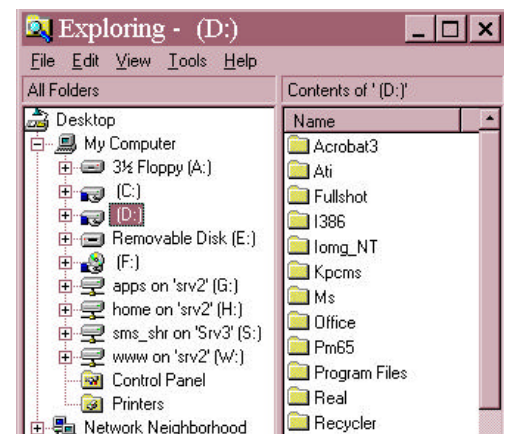 Exploring - (D:)
File Edit View Tools Help
All Folders
Desktop
My Computer
3½ Floppy (A:)
(C:)
(D:)
Removable Disk (E:)
(F:)
apps on 'srv2' (G:)
home on 'srv2' (H:)
sms_shr on 'Srv3' (S:)
www on 'srv2' (W:)
Control Panel
Printers
Network Neighborhood
Contents of ' (D:)'
Name
Acrobat3
Ati
Fullshot
I386
Iomg_NT
Kpcms
Ms
Office
Pm65
Program Files
Real
Recycler